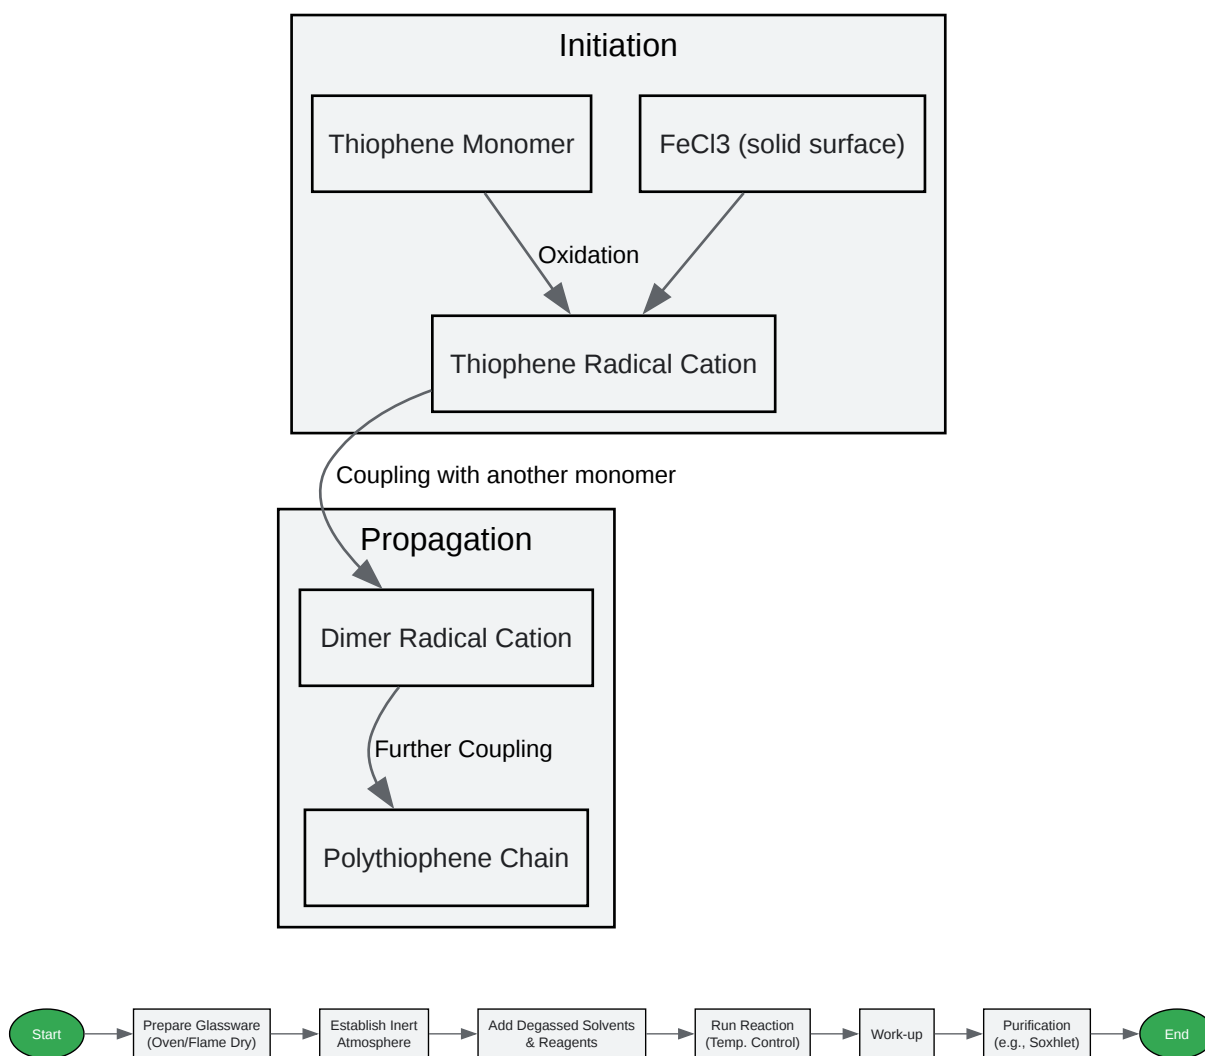 Initiation
Thiophene Monomer
FeCl3 (solid surface)
Oxidation
Thiophene Radical Cation
Coupling with another monomer
Propagation
Dimer Radical Cation
Further Coupling
Polythiophene Chain
Start
Prepare Glassware
(Oven/Flame Dry)
Establish Inert
Atmosphere
Add Degassed Solvents
& Reagents
Run Reaction
(Temp. Control)
Work-up
Purification
(e.g., Soxhlet)
End